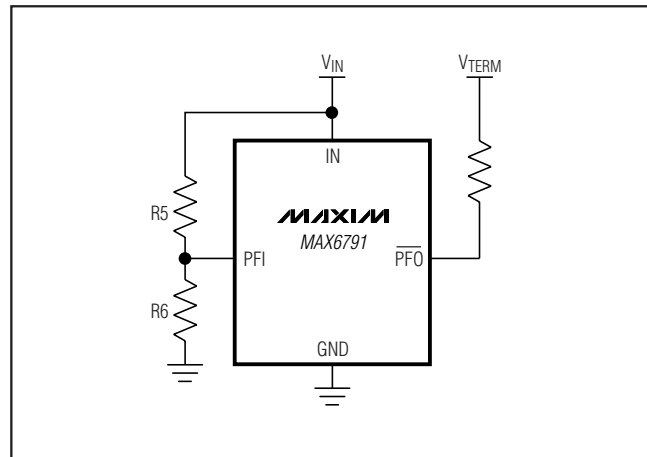 VIN
VTERM
IN
R5
MAXIM
MAX6791
PFI
PFO
R6
GND